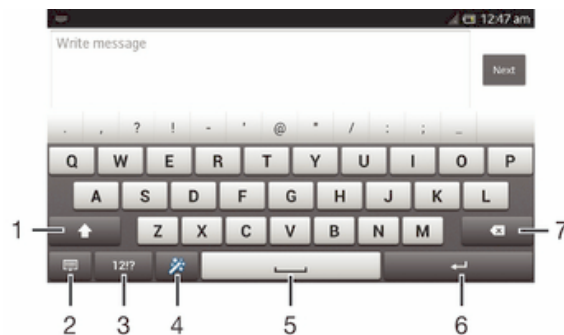 12:47 am
Write message
Next
. , ? ! - ' @ " / : ; _
Q W E R T Y U I O P
A S D F G H J K L
1 Z X C V B N M 7
12!?
2 3 4 5 6